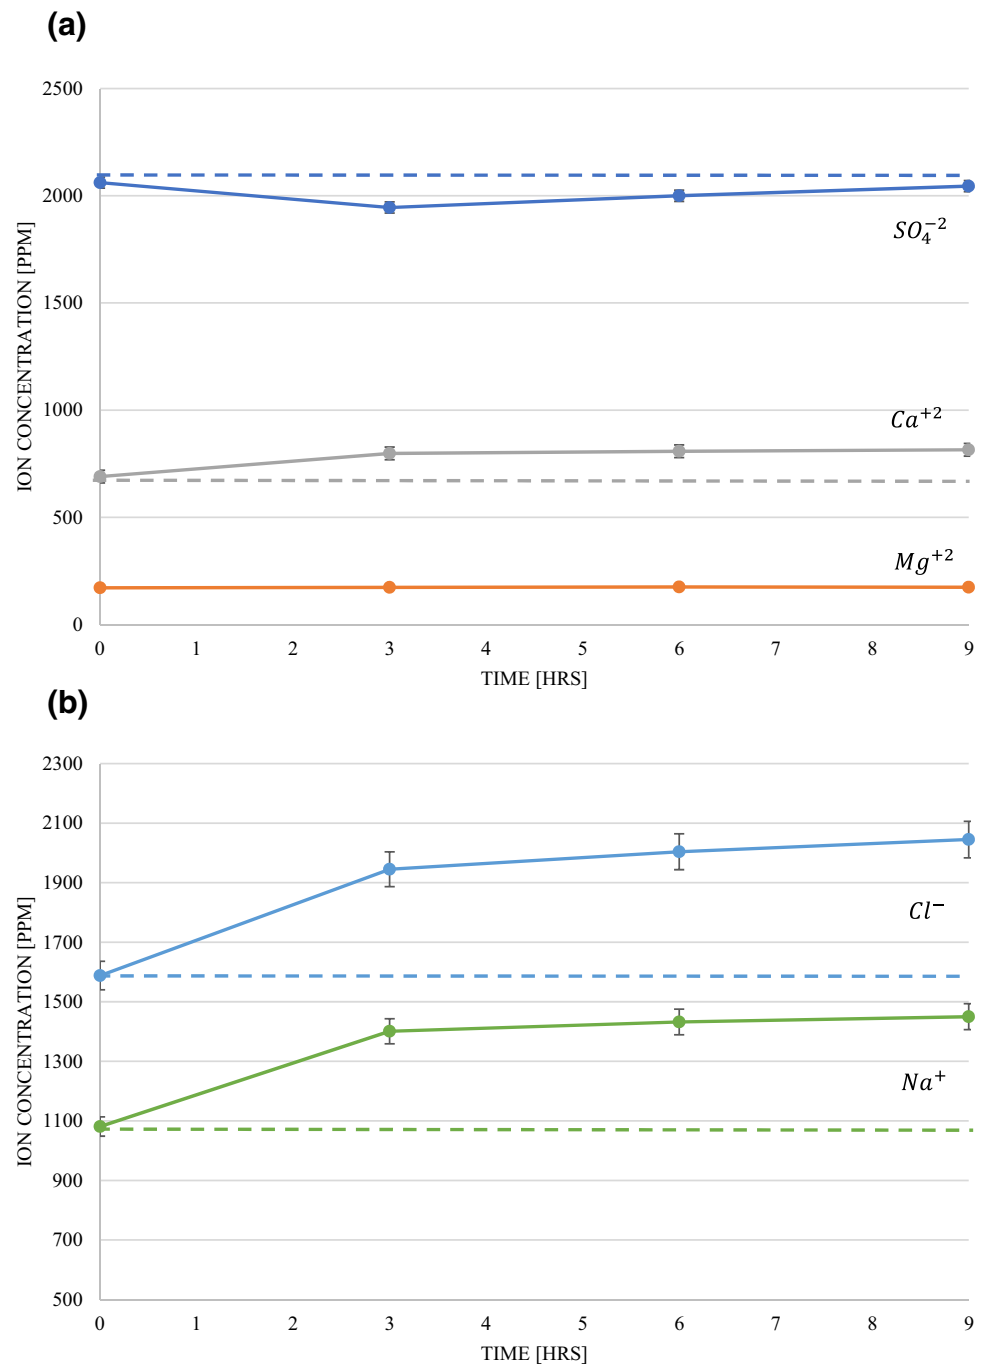 (a)
2500
2000
1500
1000
500
0
ION CONCENTRATION [PPM]
SO₄⁻²
Ca⁺²
Mg⁺²
0 1 2 3 4 5 6 7 8 9
TIME [HRS]
(b)
2300
2100
1900
1700
1500
1300
1100
900
700
500
ION CONCENTRATION [PPM]
Cl⁻
Na⁺
0 1 2 3 4 5 6 7 8 9
TIME [HRS]